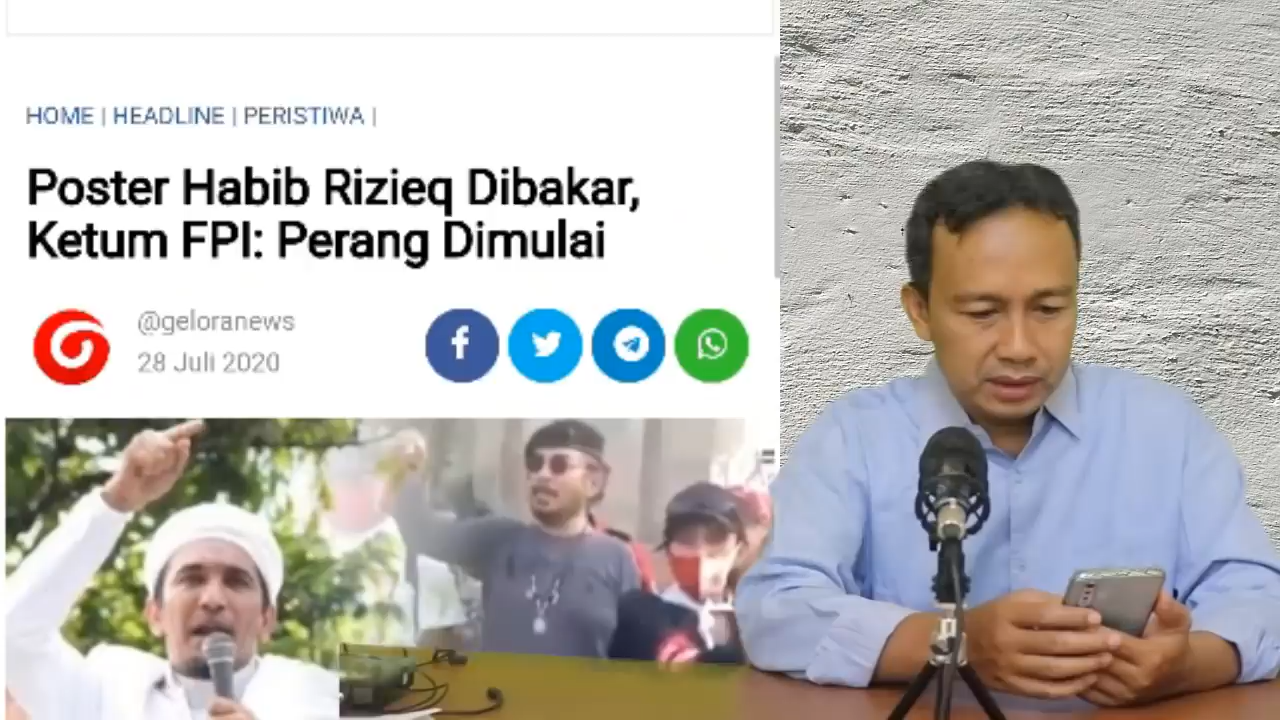 HOME | HEADLINE | PERISTIWA |
Poster Habib Rizieq Dibakar,
Ketum FPI: Perang Dimulai
@geloranews
28 Juli 2020